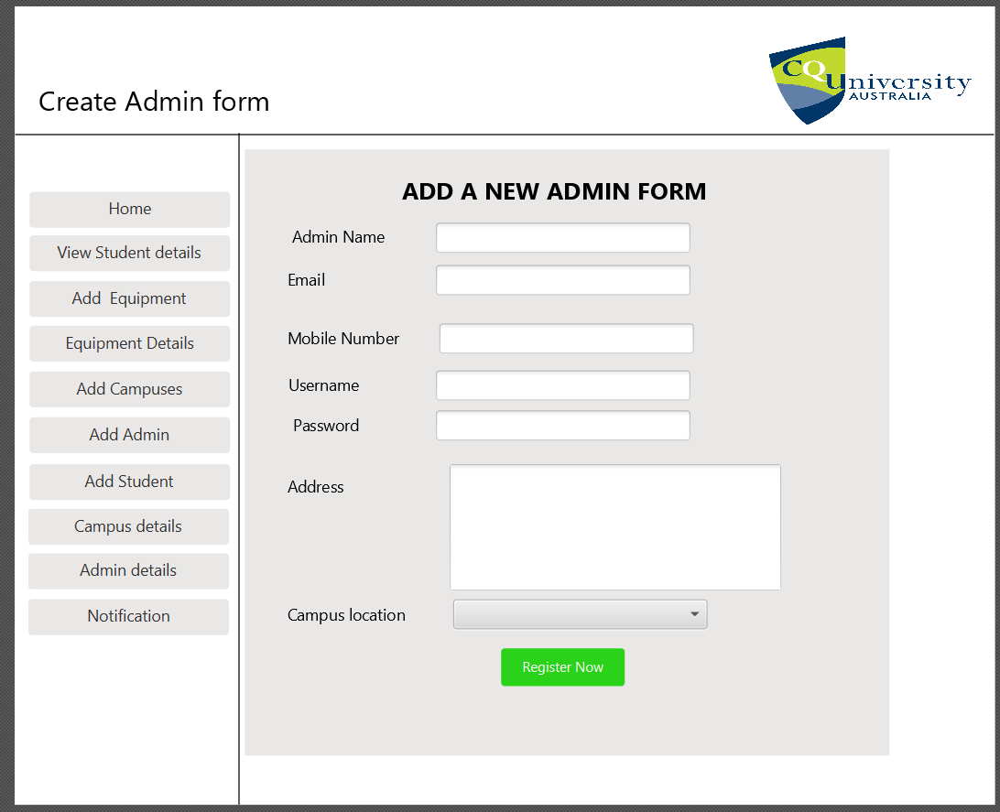 Create Admin form
CQUniversity
AUSTRALIA
Home
View Student details
Add  Equipment
Equipment Details
Add Campuses
Add Admin
Add Student
Campus details
Admin details
Notification
ADD A NEW ADMIN FORM
Admin Name
Email
Mobile Number
Username
Password
Address
Campus location
Register Now